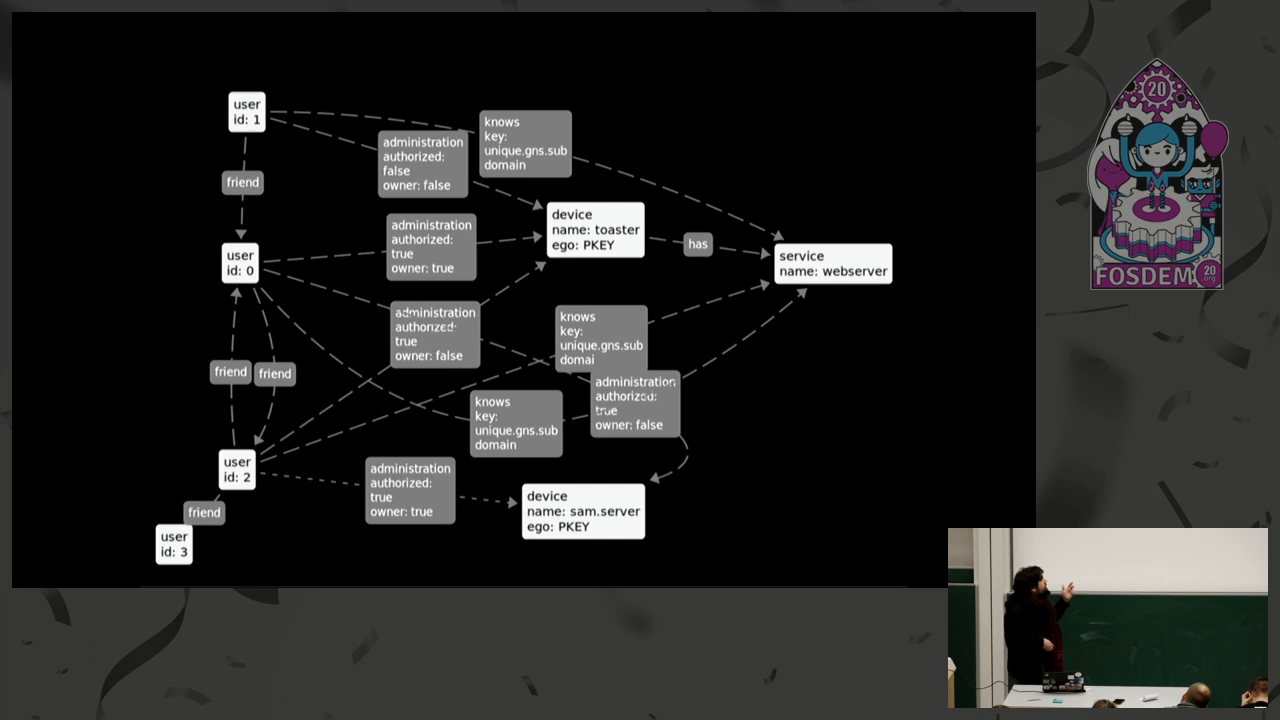 user
id: 1
knows
key:
unique.gns.sub
domain
administration
authorized:
false
owner: false
friend
device
name: toaster
ego: PKEY
administration
authorized:
true
owner: true
has
user
id: 0
service
name: webserver
administration
authorized:
true
owner: false
knows
key:
unique.gns.sub
domai
friend
friend
administration
authorized:
true
owner: false
knows
key:
unique.gns.sub
domain
user
id: 2
administration
authorized:
true
owner: true
device
name: sam.server
ego: PKEY
friend
user
id: 3
20
FOSDEM
20
.org